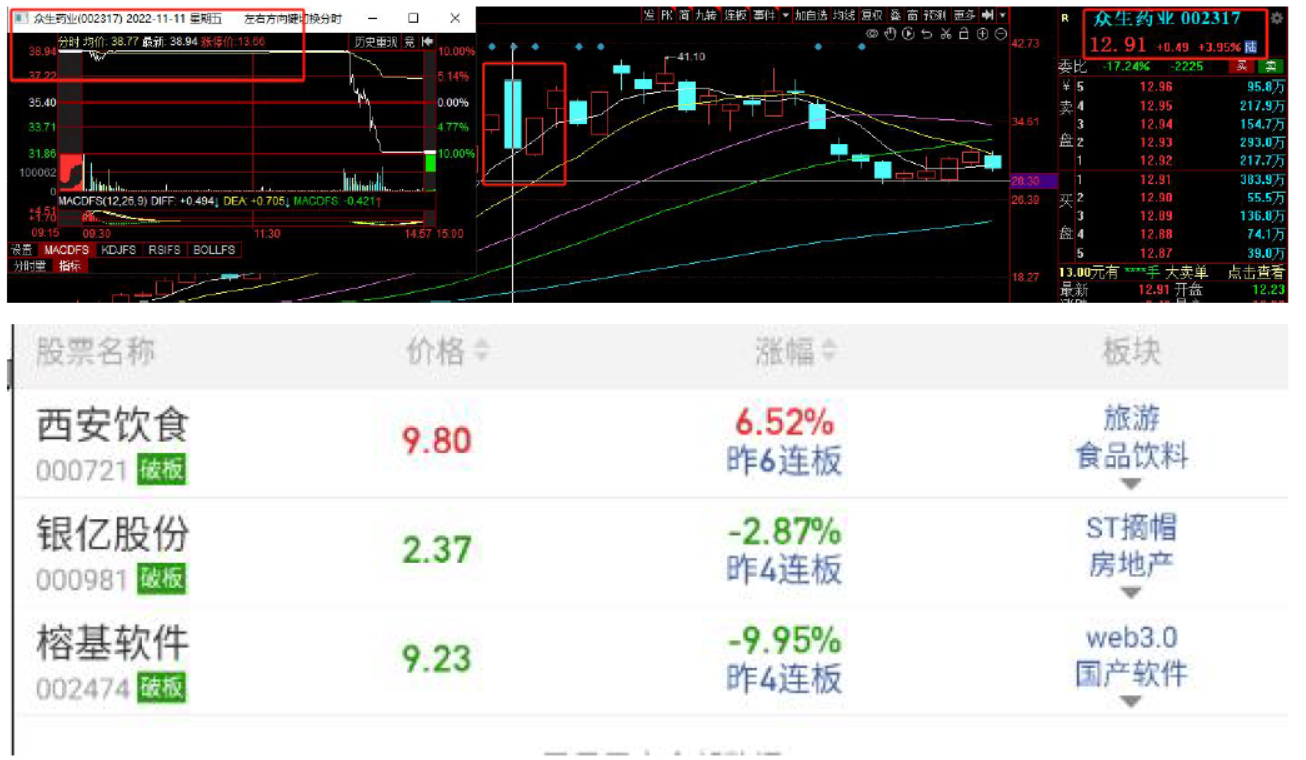 众生药业(002317) 2022-11-11 星期五 左右方向键切换分时
分时 均价: 38.77 最新: 38.94 涨停价:13.66 历史重现
38.94
37.22
35.40
33.71
31.86
100062
0
10.00%
5.14%
0.00%
4.77%
10.00%
MACDFS(12,26,9) DIFF: +0.494↓ DEA: +0.705↓ MACDFS: -0.421↑
09:15 09:30 11:30 14:57 15:00
设置 MACDFS KDJFS RSIFS BOLLFS
分时量 指标
简 九转 连板 事件 加自选 均线 复权 叠 窗 预测 更多
41.10
42.73
34.51
28.30
26.39
18.27
R 众生药业 002317
12.91 +0.49 +3.95% 陆
委比 -17.24% -2225 买 卖
卖盘
5 12.96 95.8万
4 12.95 217.9万
3 12.94 154.7万
2 12.93 293.0万
1 12.92 217.7万
买盘
1 12.91 383.9万
2 12.90 55.5万
3 12.89 136.8万
4 12.88 74.1万
5 12.87 39.0万
13.00元有 ****手 大卖单 点击查看
最新 12.91 开盘 12.23
股票名称 价格 涨幅 板块
西安饮食 9.80 6.52% 旅游
000721 破板 昨6连板 食品饮料
银亿股份 2.37 -2.87% ST摘帽
000981 破板 昨4连板 房地产
榕基软件 9.23 -9.95% web3.0
002474 破板 昨4连板 国产软件